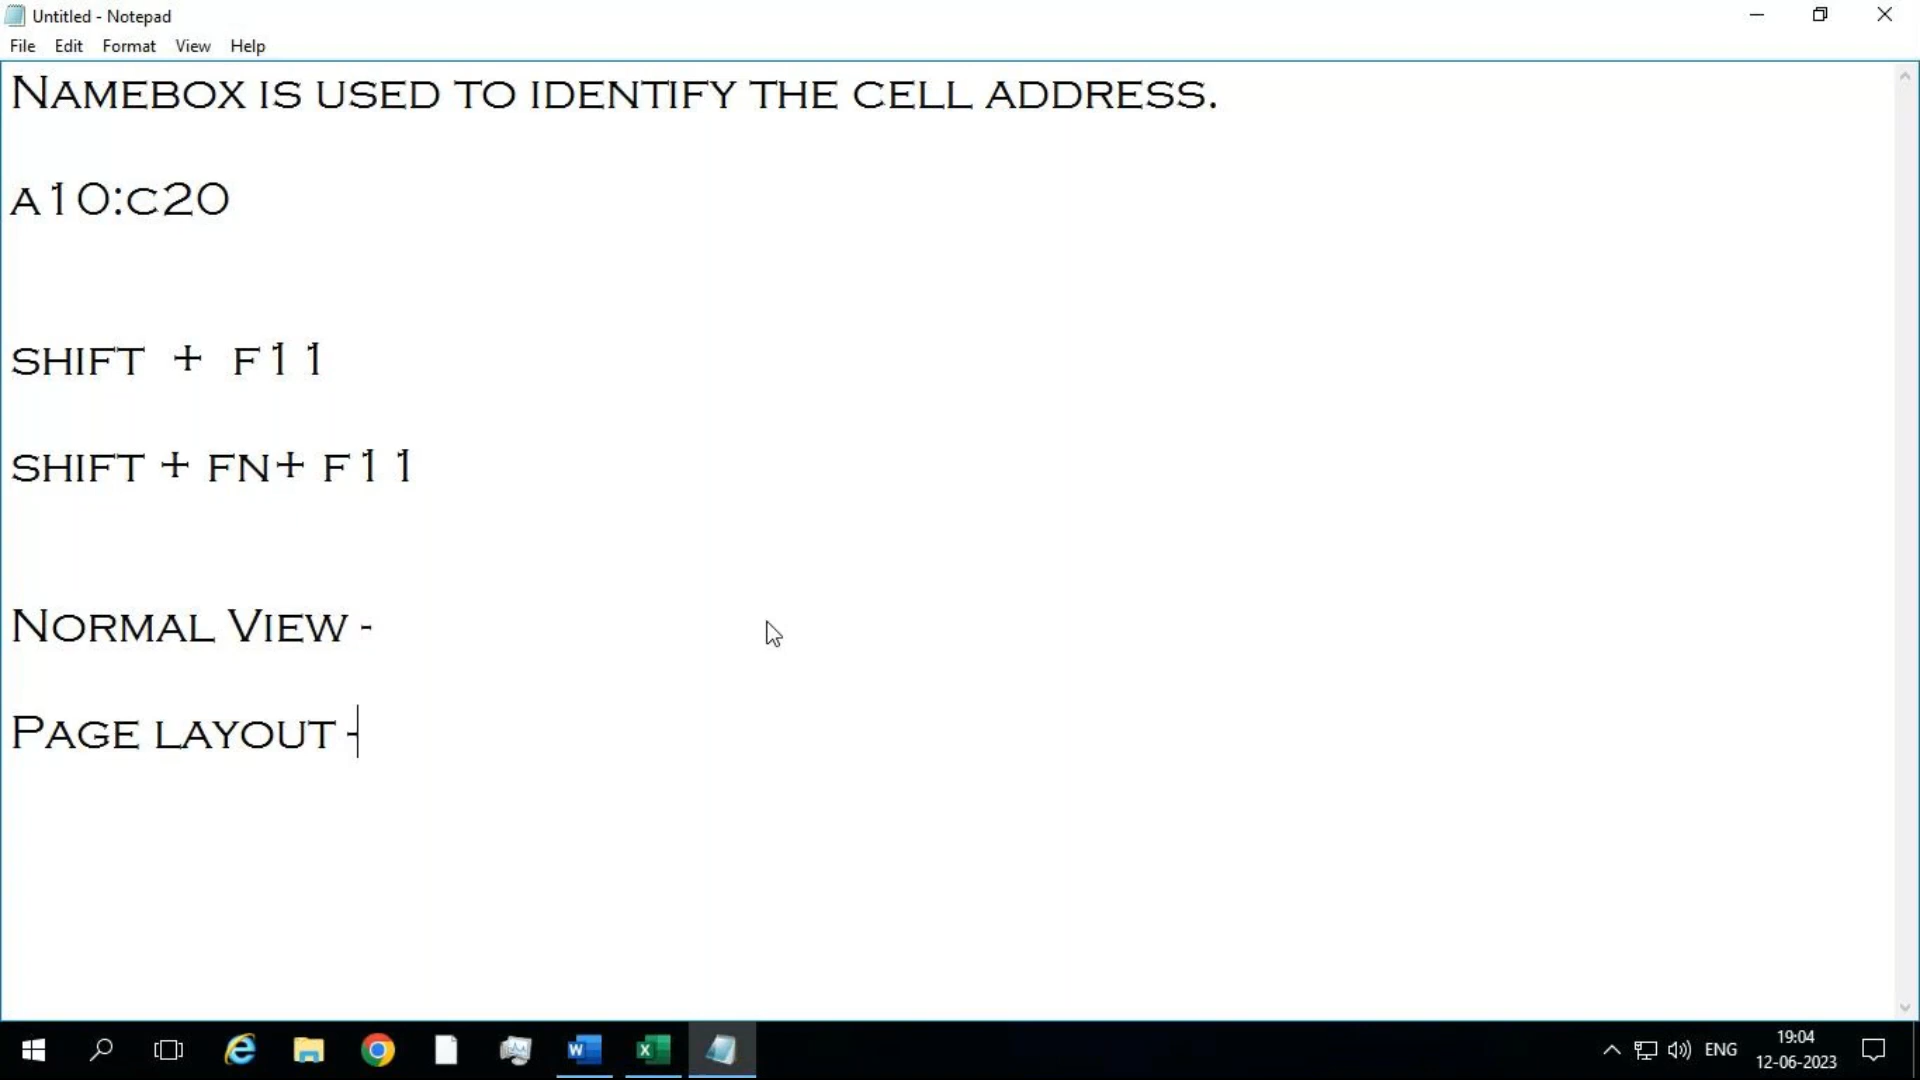 Untitled - Notepad
File Edit Format View Help
Namebox is used to identify the cell address.
a10:c20
shift + f11
shift + fn+ f11
Normal View -
Page layout -
19:04
ENG
12-06-2023